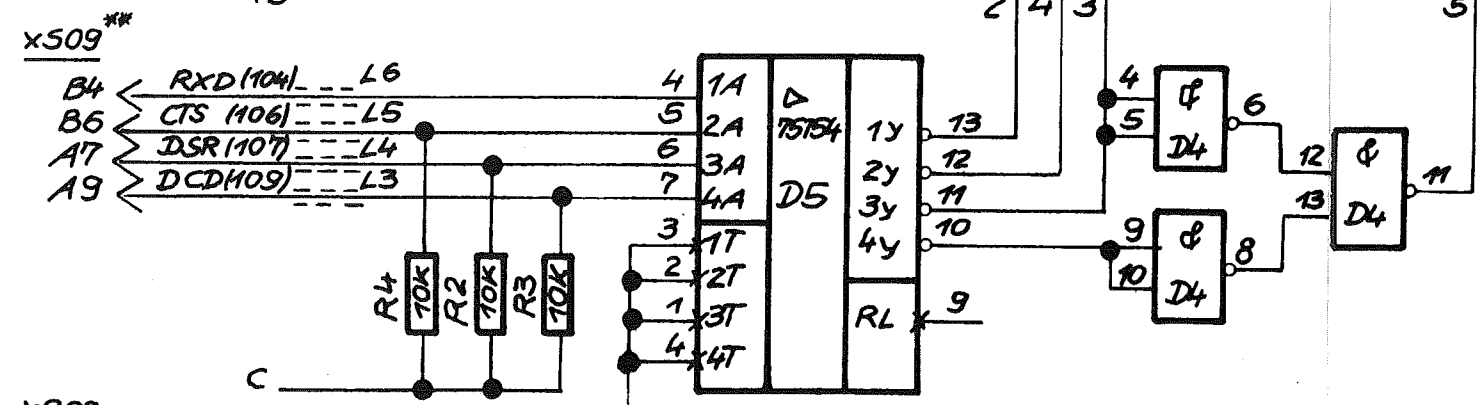 xS09**
2 4 3 5
B4 RXD (104) L6 4 1A
B6 CTS (106) L5 5 2A
A7 DSR (107) L4 6 3A
A9 DCD (109) L3 7 4A
▷
75154
D5
1y 13
2y 12
3y 11
4y 10
RL 9
3 1T
2 2T
1 3T
4 4T
R4 10K
R2 10K
R3 10K
C
4 & 6
5 D4
9 & 8
10 D4
12 & 11
13 D4